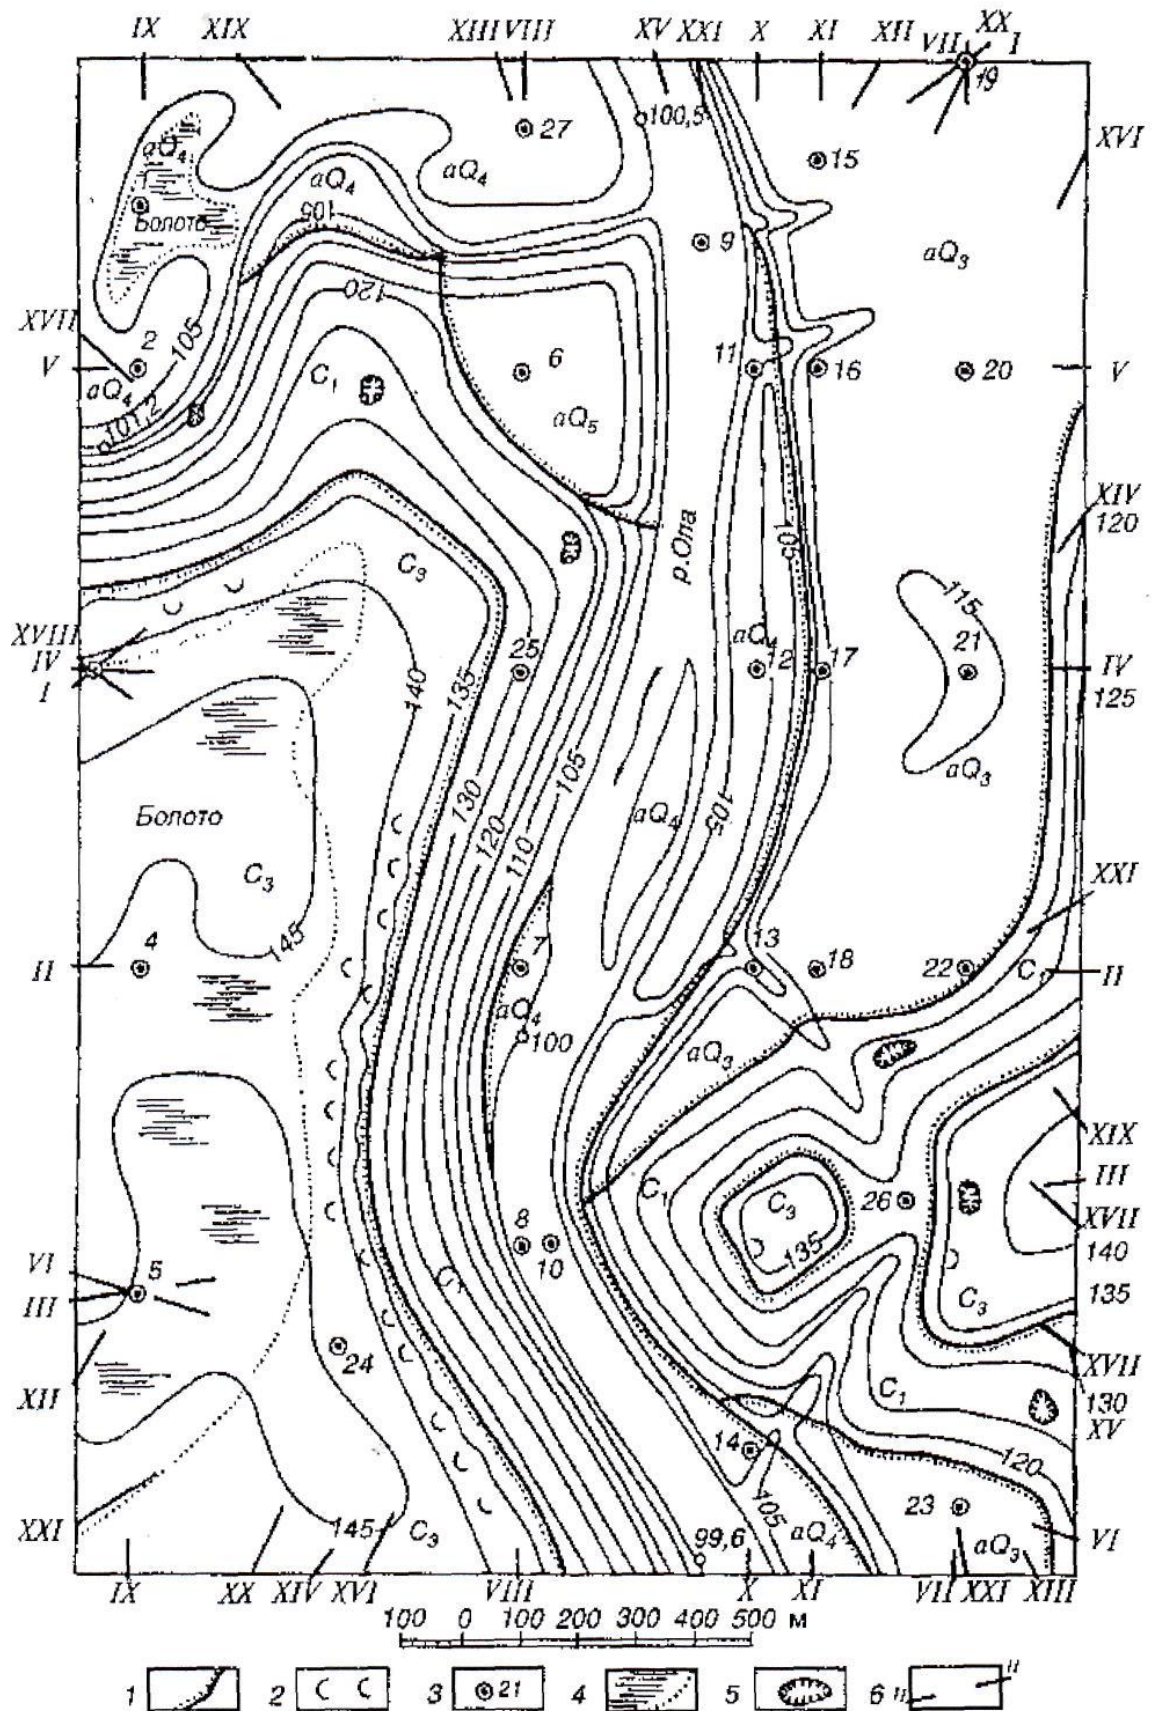 IX XIX XIII VIII XV XXI X XI XII VII XX I
19
27
100,5
XVI
15
aQ₄
aQ₄
aQ₄
1
Болото
105
9
aQ₃
120
XVII
V
2
105
6
11
16
20
V
aQ₄
101,2
C₁
aQ₅
XIV
120
р.Опа
105
C₃
115
XVIII
IV
I
3
25
aQ₄
12
17
21
IV
125
140
135
aQ₃
130
120
110
105
aQ₄
105
Болото
C₃
XXI
145
4
7
13
18
22
C₁
II
II
aQ₄
100
aQ₃
XIX
C₁
C₃
26
III
XVII
8
10
135
140
VI
III
5
C₁
C₃
135
24
XVII
XII
C₁
130
XV
14
120
105
23
XXI
145
C₃
99,6
aQ₄
aQ₃
VI
IX XX XIV XVI VIII X XI VII XXI XIII
100 0 100 200 300 400 500 м
1 2 3 21 4 5 6 II II